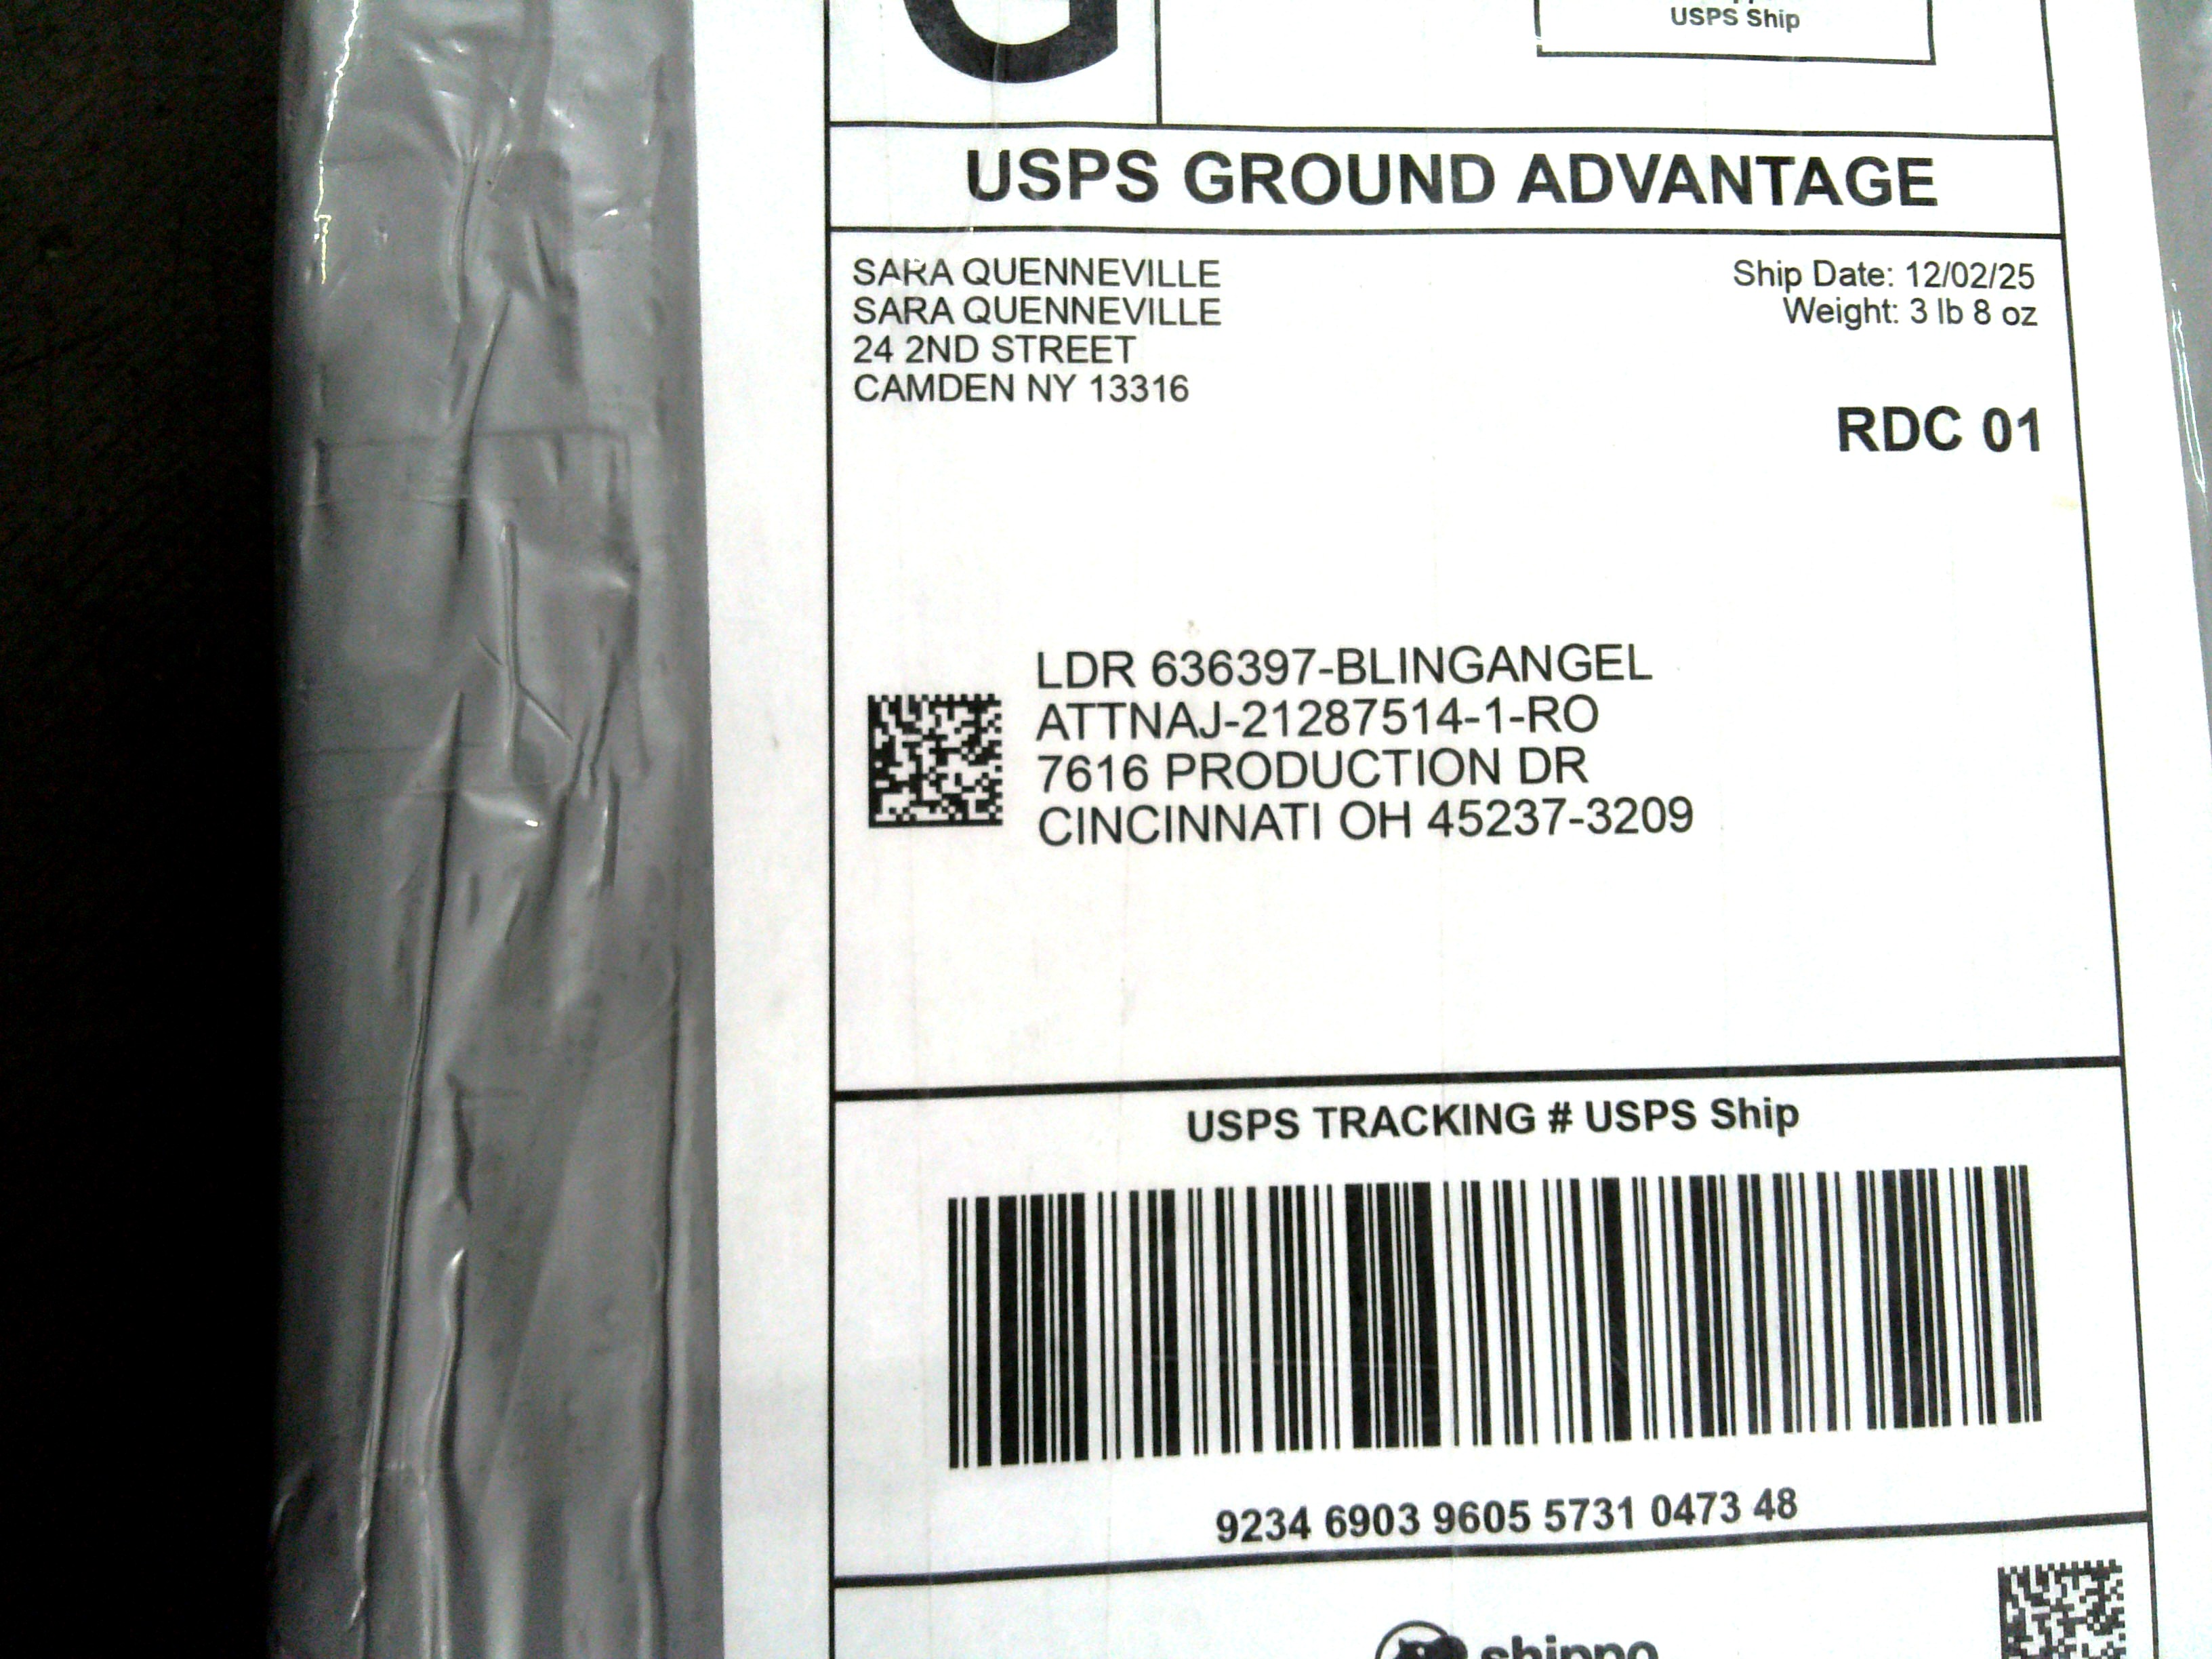 G
USPS Ship
USPS GROUND ADVANTAGE
SARA QUENNEVILLE
SARA QUENNEVILLE
24 2ND STREET
CAMDEN NY 13316
Ship Date: 12/02/25
Weight: 3 lb 8 oz
RDC 01
LDR 636397-BLINGANGEL
ATTNAJ-21287514-1-RO
7616 PRODUCTION DR
CINCINNATI OH 45237-3209
USPS TRACKING # USPS Ship
9234 6903 9605 5731 0473 48
shippo